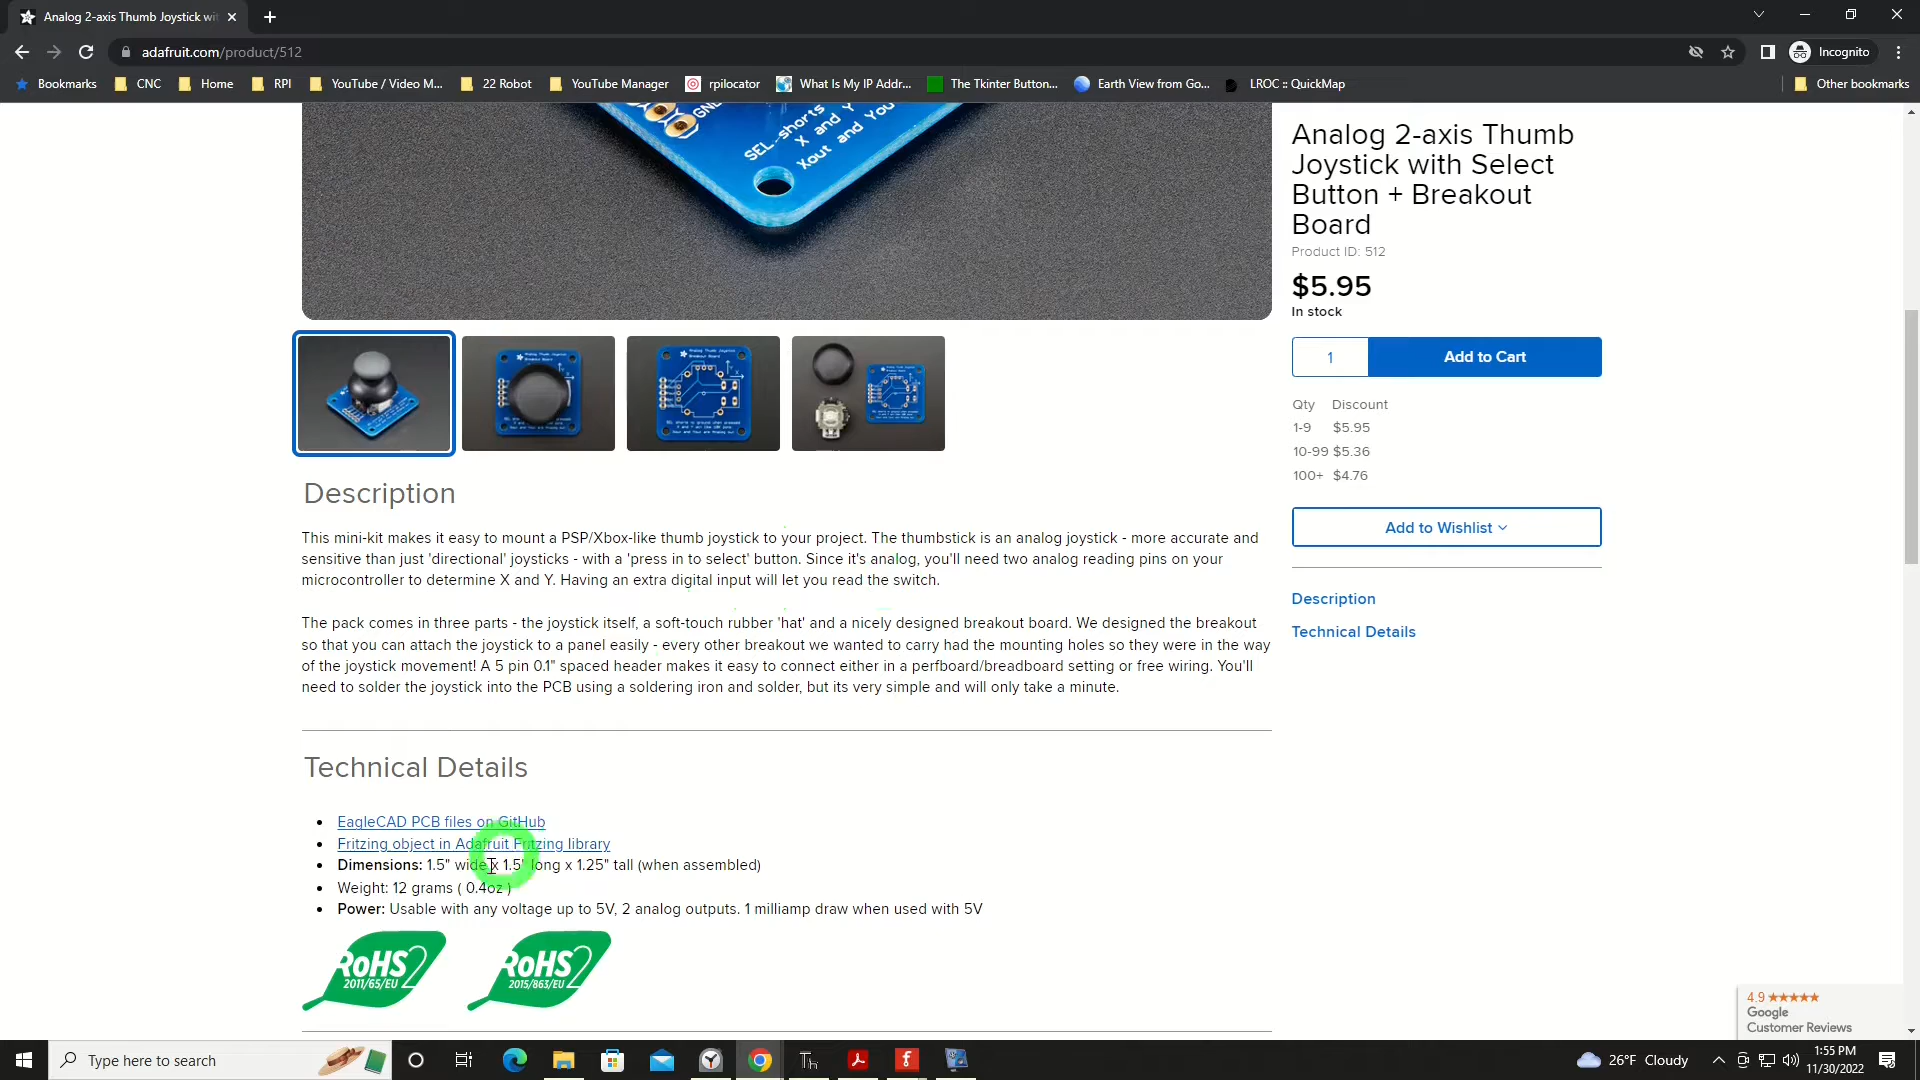 Analog 2-axis Thumb Joystick wit
adafruit.com/product/512
Incognito
Bookmarks
CNC
Home
RPI
YouTube / Video M...
22 Robot
YouTube Manager
rpilocator
What Is My IP Addr...
The Tkinter Button...
Earth View from Go...
LROC :: QuickMap
Other bookmarks
GND
SEL -shorts
X and Y
Xout and You
Analog 2-axis Thumb
Joystick with Select
Button + Breakout
Board
Product ID: 512
$5.95
In stock
1
Add to Cart
Qty Discount
1-9 $5.95
10-99 $5.36
100+ $4.76
Add to Wishlist
Description
Technical Details
Description
This mini-kit makes it easy to mount a PSP/Xbox-like thumb joystick to your project. The thumbstick is an analog joystick - more accurate and
sensitive than just 'directional' joysticks - with a 'press in to select' button. Since it's analog, you'll need two analog reading pins on your
microcontroller to determine X and Y. Having an extra digital input will let you read the switch.
The pack comes in three parts - the joystick itself, a soft-touch rubber 'hat' and a nicely designed breakout board. We designed the breakout
so that you can attach the joystick to a panel easily - every other breakout we wanted to carry had the mounting holes so they were in the way
of the joystick movement! A 5 pin 0.1" spaced header makes it easy to connect either in a perfboard/breadboard setting or free wiring. You'll
need to solder the joystick into the PCB using a soldering iron and solder, but its very simple and will only take a minute.
Technical Details
EagleCAD PCB files on GitHub
Fritzing object in Adafruit Fritzing library
Dimensions: 1.5" wide x 1.5" long x 1.25" tall (when assembled)
Weight: 12 grams ( 0.4oz )
Power: Usable with any voltage up to 5V, 2 analog outputs. 1 milliamp draw when used with 5V
RoHS 2
2011/65/EU
RoHS 2
2015/863/EU
4.9
Google
Customer Reviews
Type here to search
26°F Cloudy
1:55 PM
11/30/2022